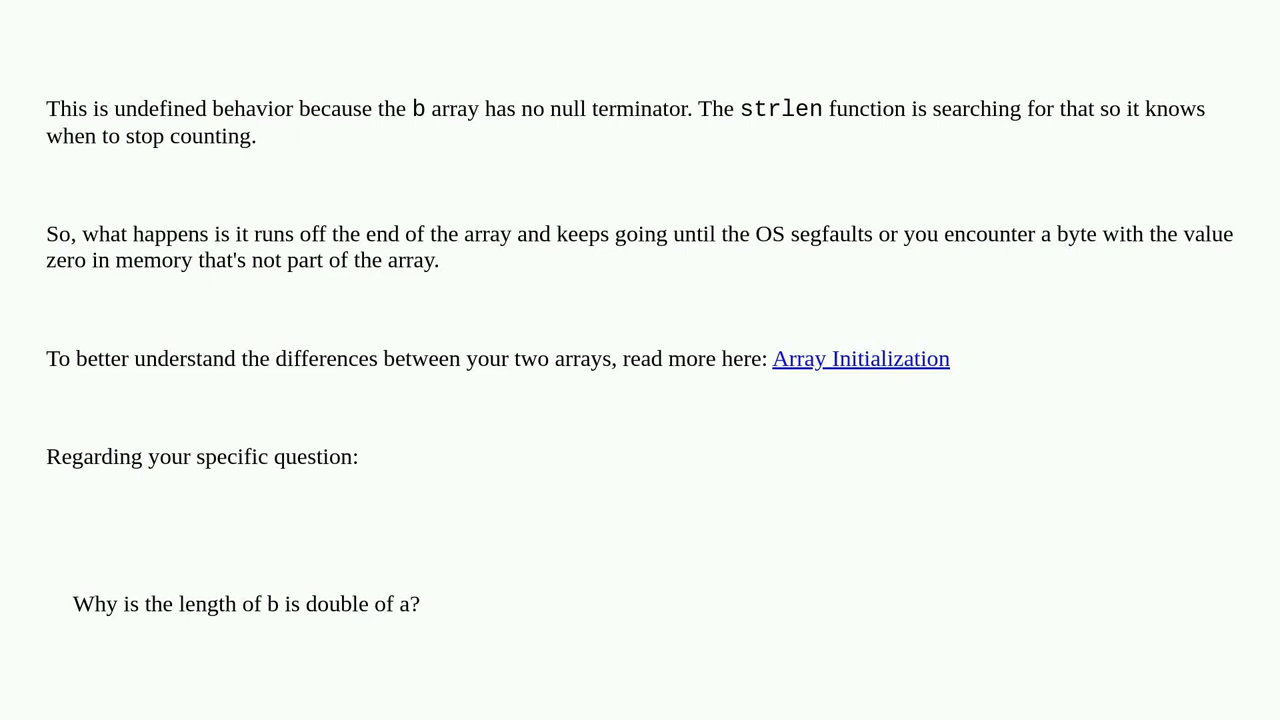 This is undefined behavior because the b array has no null terminator. The strlen function is searching for that so it knows
when to stop counting.
So, what happens is it runs off the end of the array and keeps going until the OS segfaults or you encounter a byte with the value
zero in memory that's not part of the array.
To better understand the differences between your two arrays, read more here: Array Initialization
Regarding your specific question:
Why is the length of b is double of a?